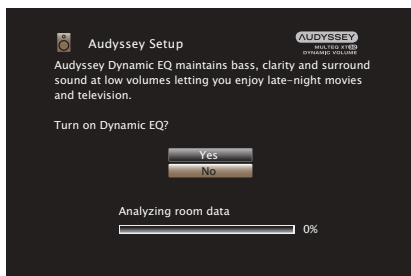 Audyssey Setup
AUDYSSEY
MULTEQ XT32
DYNAMIC VOLUME
Audyssey Dynamic EQ maintains bass, clarity and surround
sound at low volumes letting you enjoy late-night movies
and television.
Turn on Dynamic EQ?
Yes
No
Analyzing room data
0%